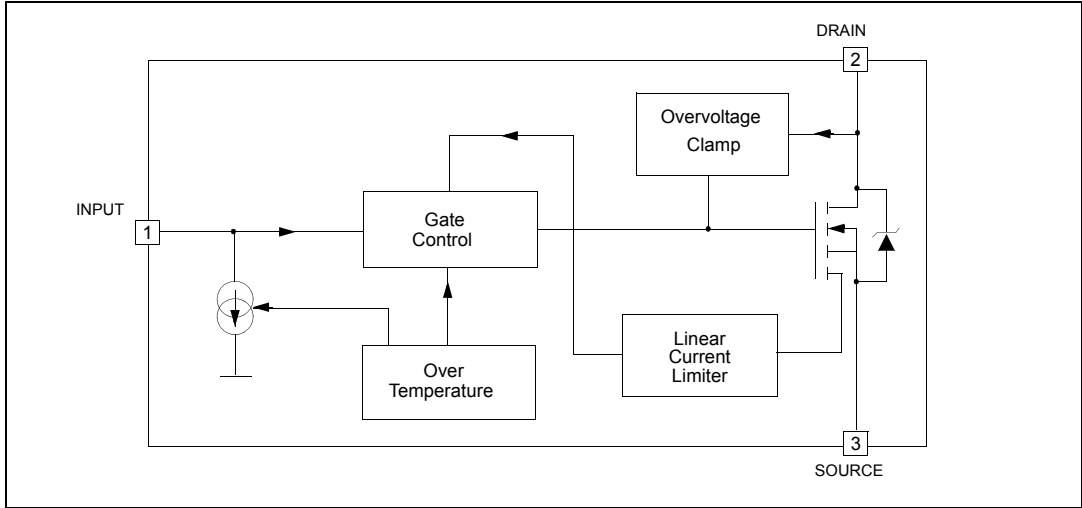 DRAIN
2
Overvoltage
Clamp
INPUT
1
Gate
Control
Linear
Current
Limiter
Over
Temperature
3
SOURCE